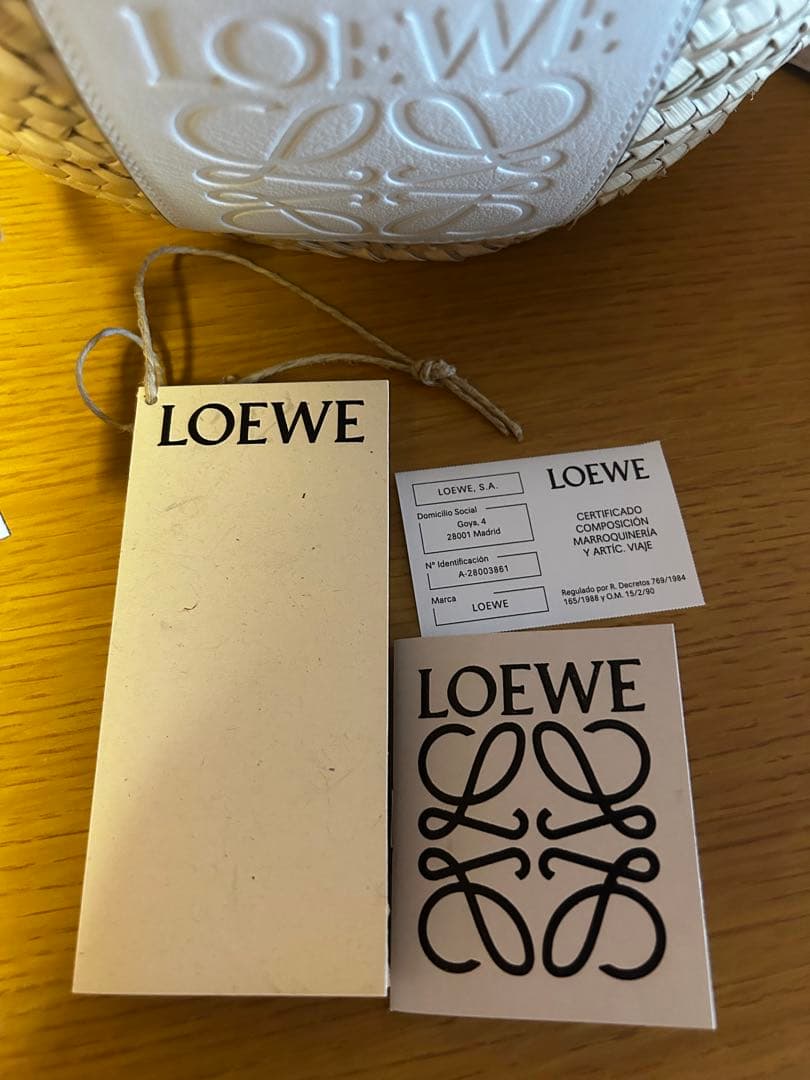 LOEWE
LOEWE
LOEWE, S.A.
Domicilio Social
Goya, 4
28001 Madrid
N° Identificación
A-28003861
Marca
LOEWE
LOEWE
CERTIFICADO
COMPOSICIÓN
MARROQUINERÍA
Y ARTÍC. VIAJE
Regulado por R. Decretos 769/1984
165/1988 y O.M. 15/2/90
LOEWE